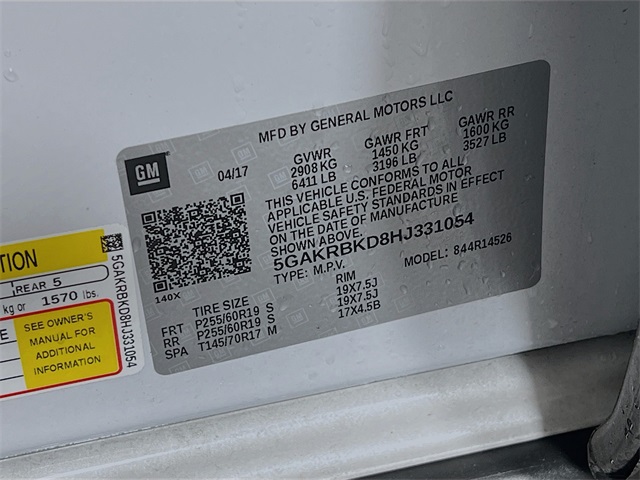 MFD BY GENERAL MOTORS LLC
GM
04/17
GVWR GAWR FRT GAWR RR
2908 KG 1450 KG 1600 KG
6411 LB 3196 LB 3527 LB
THIS VEHICLE CONFORMS TO ALL
APPLICABLE U.S. FEDERAL MOTOR
VEHICLE SAFETY STANDARDS IN EFFECT
ON THE DATE OF MANUFACTURE
SHOWN ABOVE.
5GAKRBKD8HJ331054
TYPE: M.P.V. MODEL: 844R14526
140X
TIRE SIZE RIM
FRT P255/60R19 S 19X7.5J
RR P255/60R19 S 19X7.5J
SPA T145/70R17 M 17X4.5B
TION
REAR 5
kg or 1570 lbs.
SEE OWNER'S
MANUAL FOR
ADDITIONAL
INFORMATION
5GAKRBKD8HJ331054